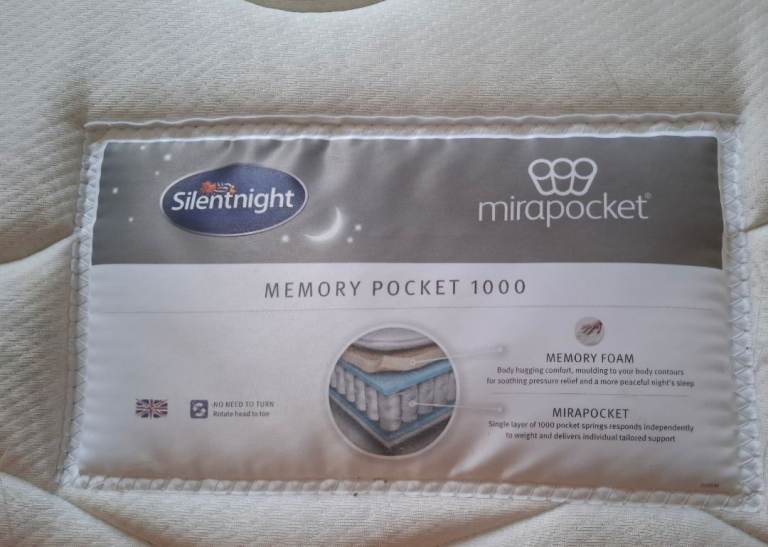 Silentnight
mirapocket®
MEMORY POCKET 1000
MEMORY FOAM
Body hugging comfort, moulding to your body contours
for soothing pressure relief and a more peaceful night's sleep
NO NEED TO TURN
Rotate head to toe
MIRAPOCKET
Single layer of 1000 pocket springs responds independently
to weight and delivers individual tailored support